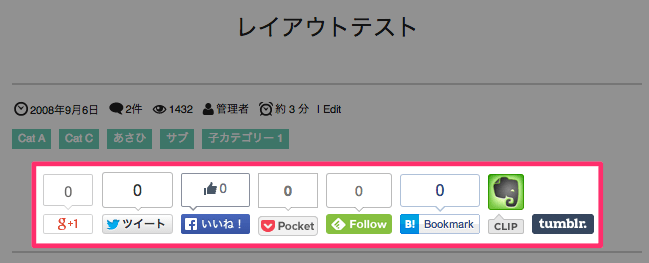 レイアウトテスト
2008年9月6日 2件 1432 管理者 約 3 分 I Edit
Cat A Cat C あさひ サブ 子カテゴリー 1
0 0 0 0 0 0
g+1 ツイート いいね！ Pocket Follow B! Bookmark CLIP tumblr.